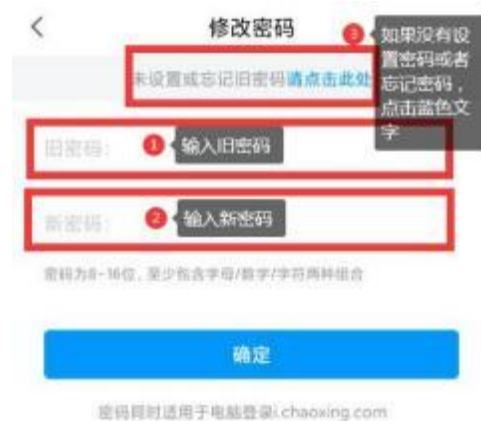 修改密码
3
如果没有设
置密码或者
忘记密码，
点击蓝色文
字
未设置或忘记旧密码请点击此处
旧密码：
1 输入旧密码
新密码：
2 输入新密码
密码为8-16位，至少包含字母/数字/字符两种组合
确定
密码同时适用于电脑登录i.chaoxing.com